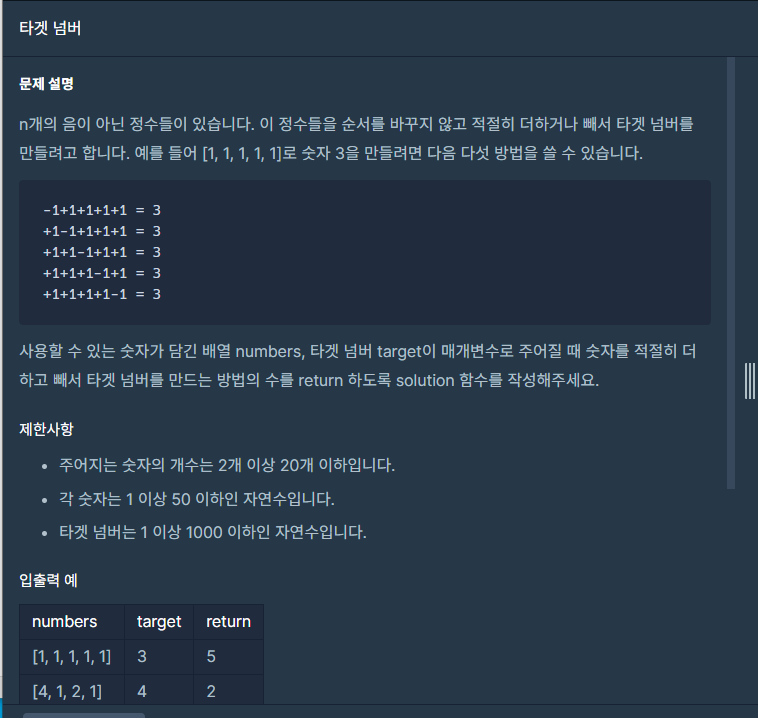 타겟 넘버
문제 설명
n개의 음이 아닌 정수들이 있습니다. 이 정수들을 순서를 바꾸지 않고 적절히 더하거나 빼서 타겟 넘버를
만들려고 합니다. 예를 들어 [1, 1, 1, 1, 1]로 숫자 3을 만들려면 다음 다섯 방법을 쓸 수 있습니다.
-1+1+1+1+1 = 3
+1-1+1+1+1 = 3
+1+1-1+1+1 = 3
+1+1+1-1+1 = 3
+1+1+1+1-1 = 3
사용할 수 있는 숫자가 담긴 배열 numbers, 타겟 넘버 target이 매개변수로 주어질 때 숫자를 적절히 더
하고 빼서 타겟 넘버를 만드는 방법의 수를 return 하도록 solution 함수를 작성해주세요.
제한사항
• 주어지는 숫자의 개수는 2개 이상 20개 이하입니다.
• 각 숫자는 1 이상 50 이하인 자연수입니다.
• 타겟 넘버는 1 이상 1000 이하인 자연수입니다.
입출력 예
numbers target return
[1, 1, 1, 1, 1] 3 5
[4, 1, 2, 1] 4 2